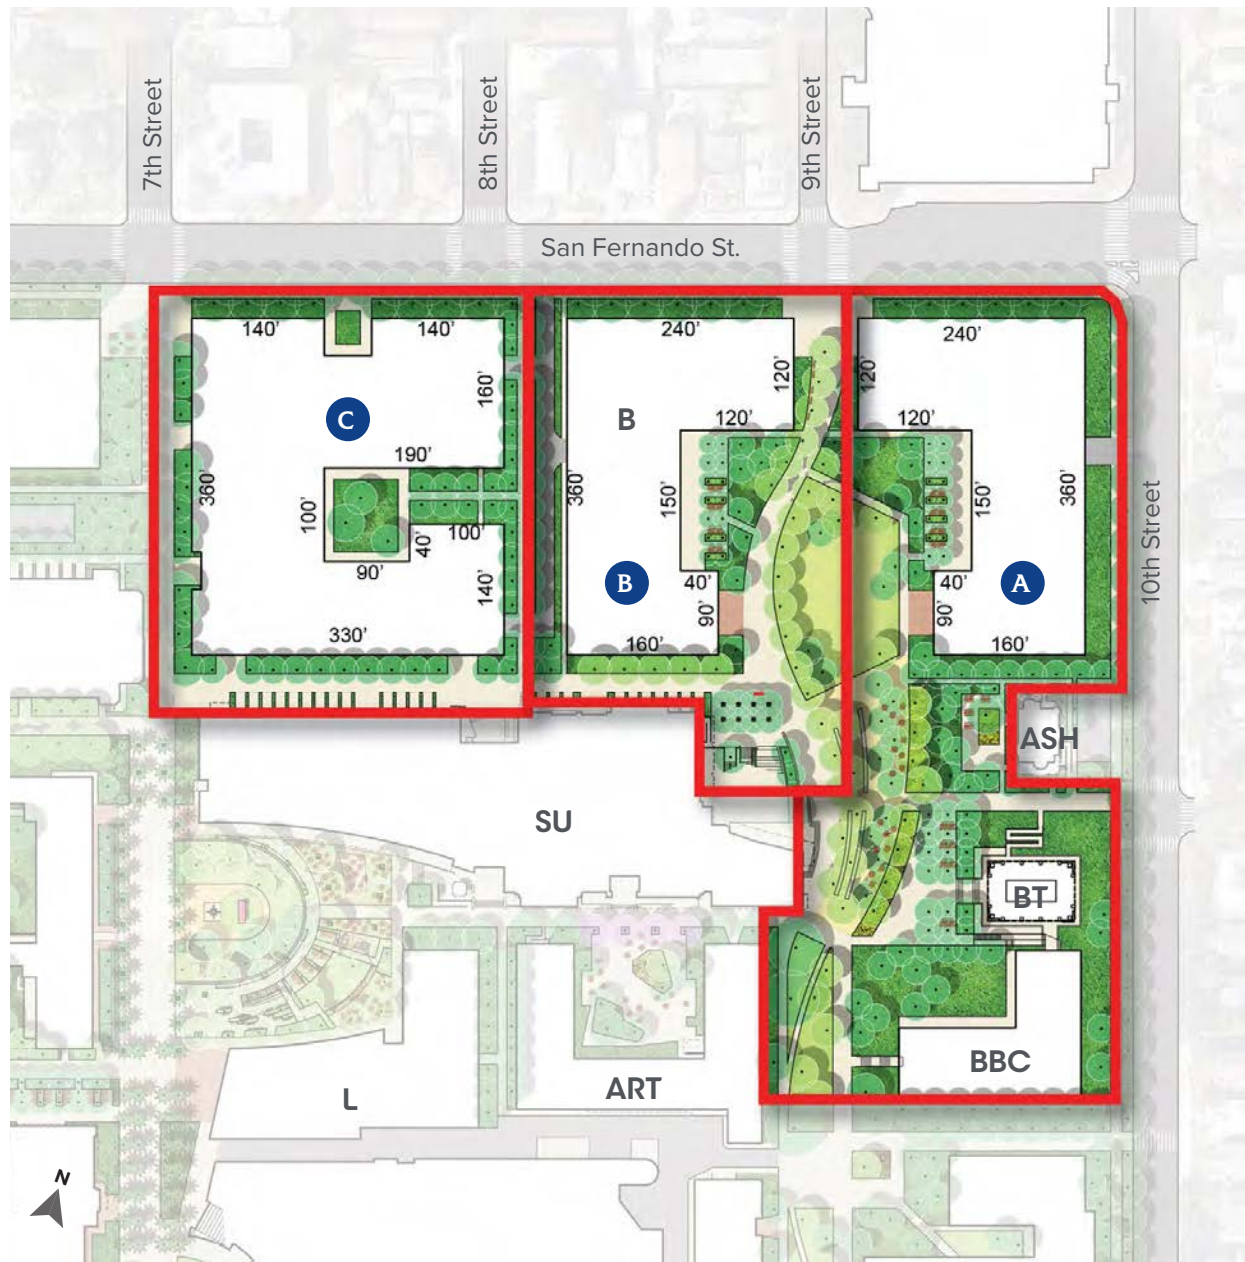 7th Street
8th Street
9th Street
San Fernando St.
140'
140'
240'
240'
160'
120'
120'
C
B
120'
120'
190'
360'
100'
360'
150'
150'
360'
10th Street
100'
40'
90'
140'
B
40'
40'
A
90'
90'
330'
160'
160'
ASH
SU
BT
BBC
ART
L
N